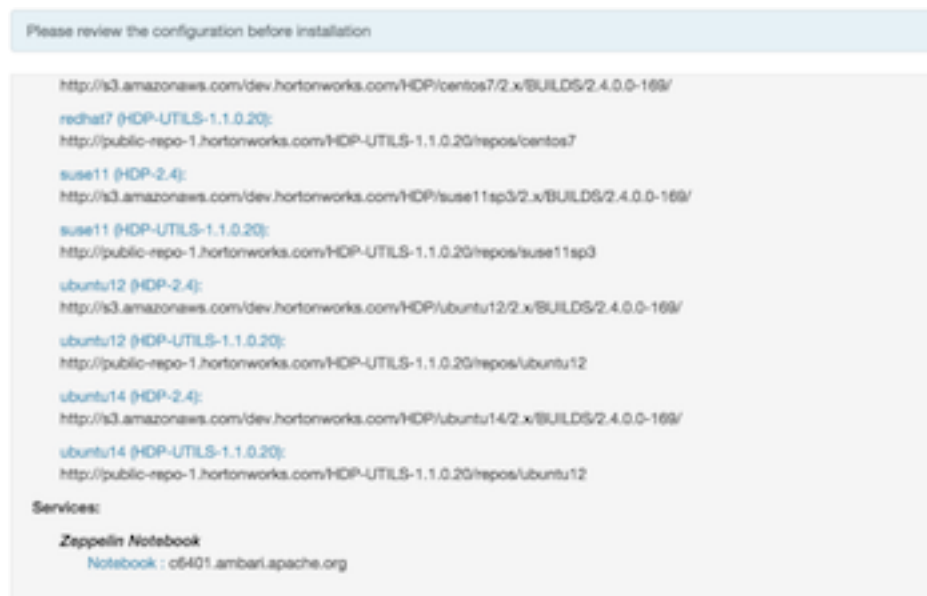 Please review the configuration before installation
http://s3.amazonaws.com/dev.hortonworks.com/HDP/centos7/2.x/BUILDS/2.4.0.0-169/
redhat7 (HDP-UTILS-1.1.0.20):
http://public-repo-1.hortonworks.com/HDP-UTILS-1.1.0.20/repos/centos7
suse11 (HDP-2.4):
http://s3.amazonaws.com/dev.hortonworks.com/HDP/suse11sp3/2.x/BUILDS/2.4.0.0-169/
suse11 (HDP-UTILS-1.1.0.20):
http://public-repo-1.hortonworks.com/HDP-UTILS-1.1.0.20/repos/suse11sp3
ubuntu12 (HDP-2.4):
http://s3.amazonaws.com/dev.hortonworks.com/HDP/ubuntu12/2.x/BUILDS/2.4.0.0-169/
ubuntu12 (HDP-UTILS-1.1.0.20):
http://public-repo-1.hortonworks.com/HDP-UTILS-1.1.0.20/repos/ubuntu12
ubuntu14 (HDP-2.4):
http://s3.amazonaws.com/dev.hortonworks.com/HDP/ubuntu14/2.x/BUILDS/2.4.0.0-169/
ubuntu14 (HDP-UTILS-1.1.0.20):
http://public-repo-1.hortonworks.com/HDP-UTILS-1.1.0.20/repos/ubuntu12
Services:
Zeppelin Notebook
Notebook : c6401.ambari.apache.org